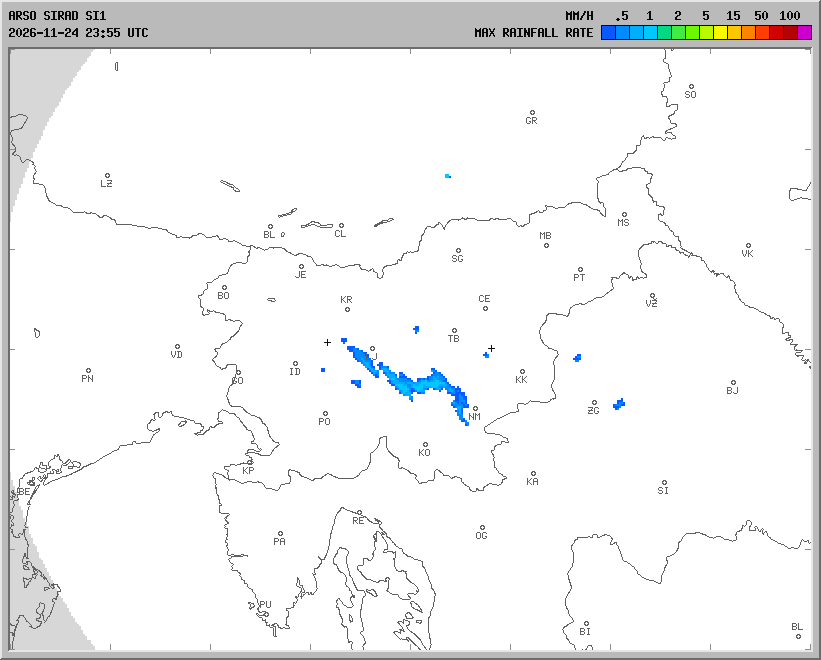 ARSO SIRAD SI1
2026-11-24 23:55 UTC
MM/H .5 1 2 5 15 50 100
MAX RAINFALL RATE
SO
GR
LZ
MS
BL
CL
MB
VK
SG
JE
PT
BO
KR
CE
VZ
TB
VD
ID
KK
PN
GO
BJ
PO
NM
ZG
KO
KP
KA
BE
SI
RE
OG
PA
PU
BI
BL